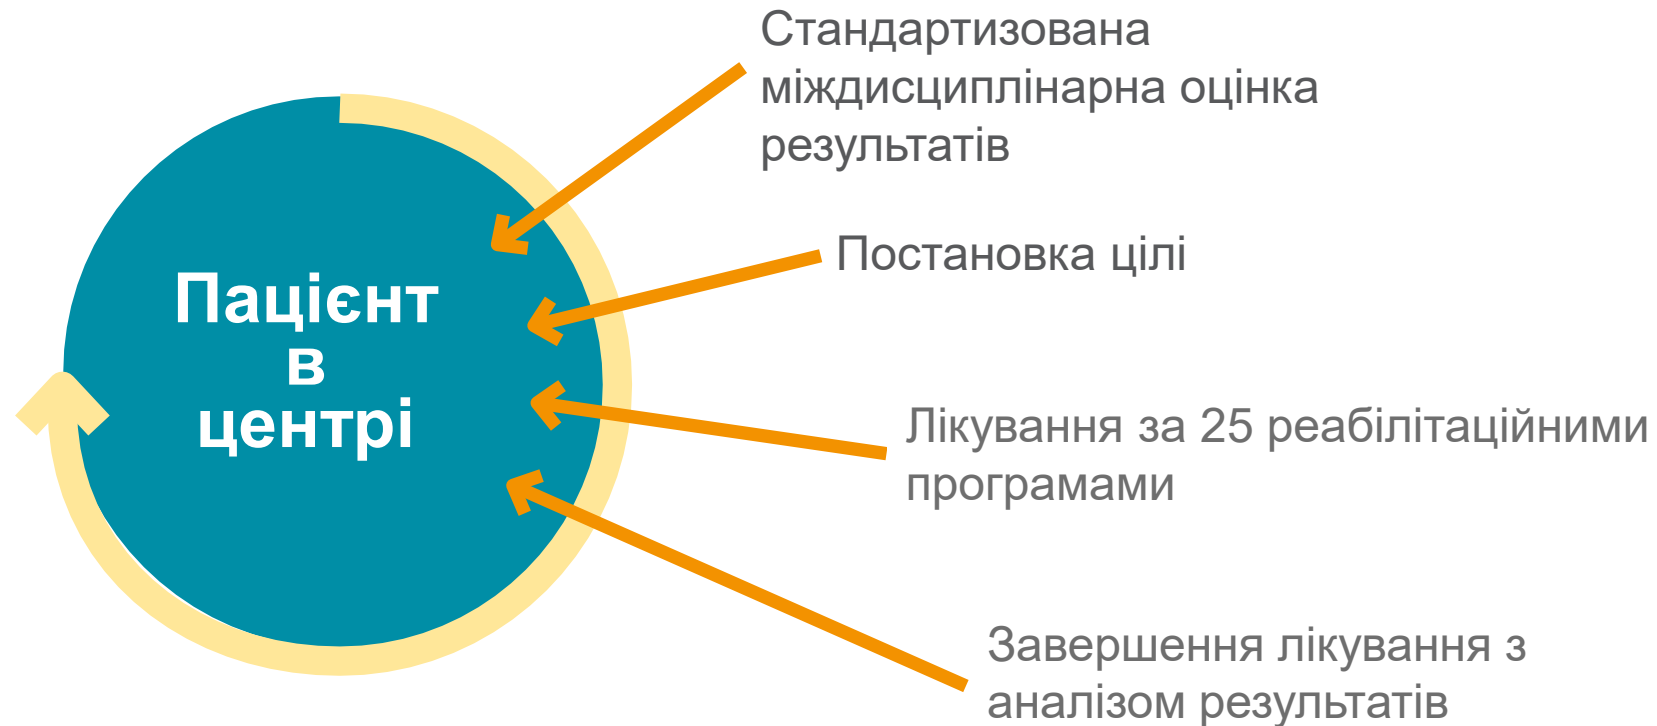 Стандартизована
міждисциплінарна оцінка
результатів
Постановка цілі
Пацієнт
в
центрі
Лікування за 25 реабілітаційними
програмами
Завершення лікування з
аналізом результатів